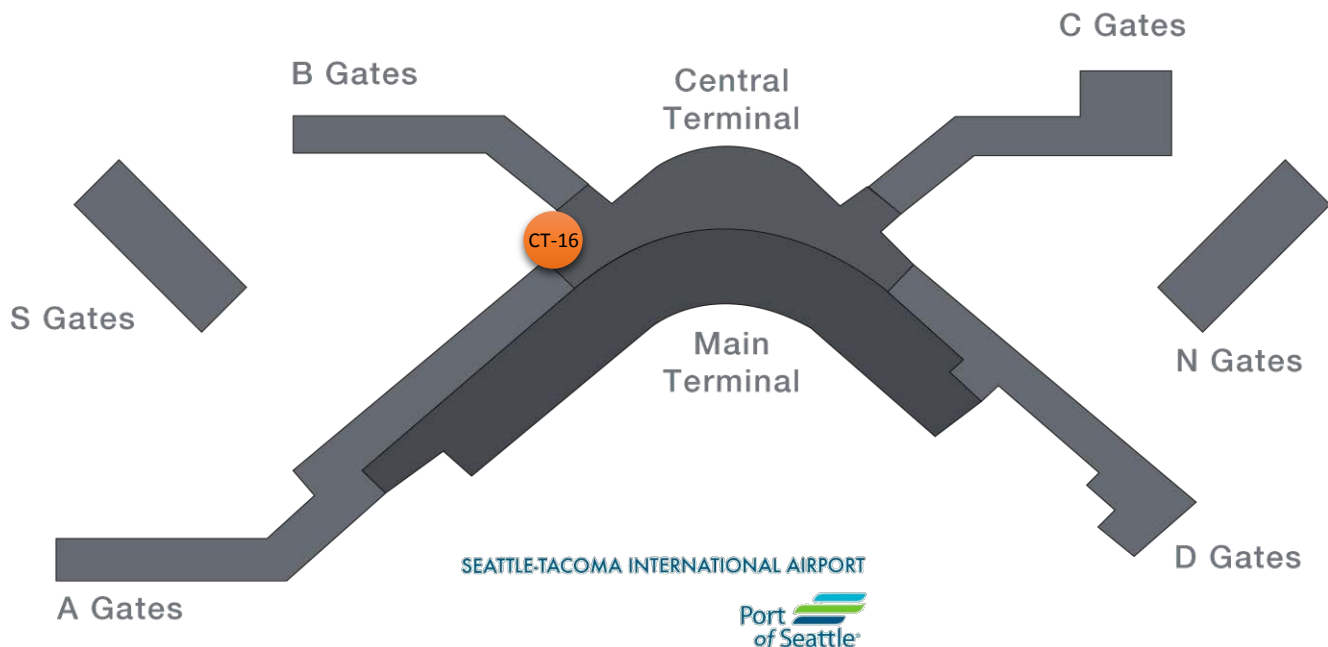 C Gates
B Gates
Central
Terminal
CT-16
S Gates
Main
Terminal
N Gates
SEATTLE-TACOMA INTERNATIONAL AIRPORT
D Gates
A Gates
Port
of Seattle